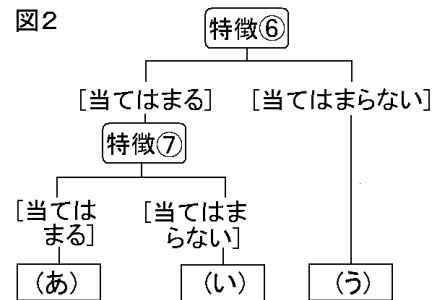 図2
特徴⑥
[当てはまる]
[当てはまらない]
特徴⑦
[当ては
まる]
[当てはま
らない]
(あ)
(い)
(う)